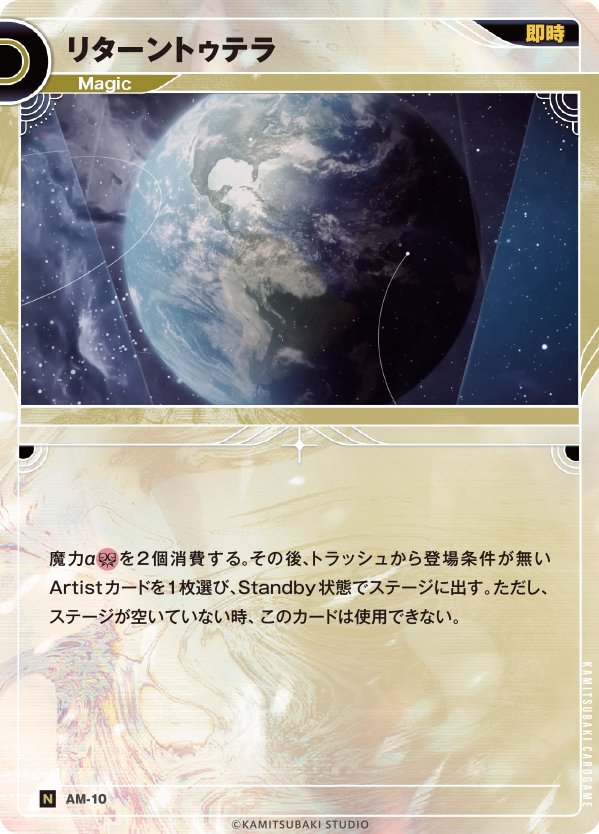 リターントゥテラ
即時
Magic
魔力αを2個消費する。その後、トラッシュから登場条件が無い
Artistカードを1枚選び、Standby状態でステージに出す。ただし、
ステージが空いていない時、このカードは使用できない。
KAMITSUBAKI CARDGAME
N AM-10
©KAMITSUBAKI STUDIO